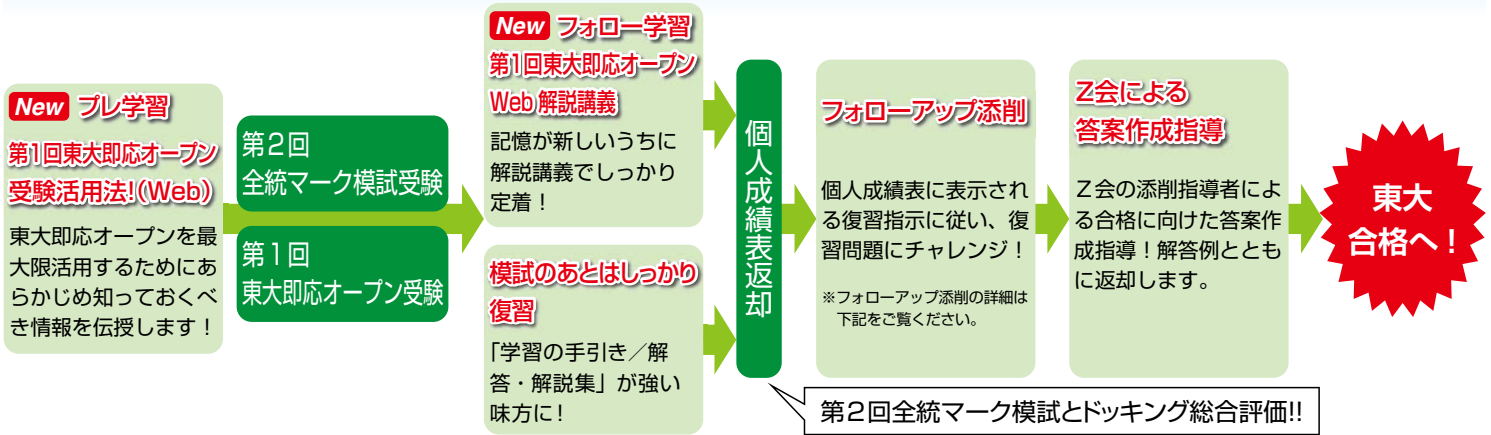 New プレ学習
第1回東大即応オープン
受験活用法!(Web)
東大即応オープンを最
大限活用するためにあ
らかじめ知っておくべ
き情報を伝授します！
第２回
全統マーク模試受験
第１回
東大即応オープン受験
New フォロー学習
第1回東大即応オープン
Web 解説講義
記憶が新しいうちに
解説講義でしっかり
定着！
模試のあとはしっかり
復習
「学習の手引き／解
答・解説集」が強い
味方に！
個人成績表返却
フォローアップ添削
個人成績表に表示され
る復習指示に従い、復
習問題にチャレンジ！
※フォローアップ添削の詳細は
下記をご覧ください。
Ｚ会による
答案作成指導
Ｚ会の添削指導者によ
る合格に向けた答案作
成指導！解答例ととも
に返却します。
東大
合格へ！
第２回全統マーク模試とドッキング総合評価!!